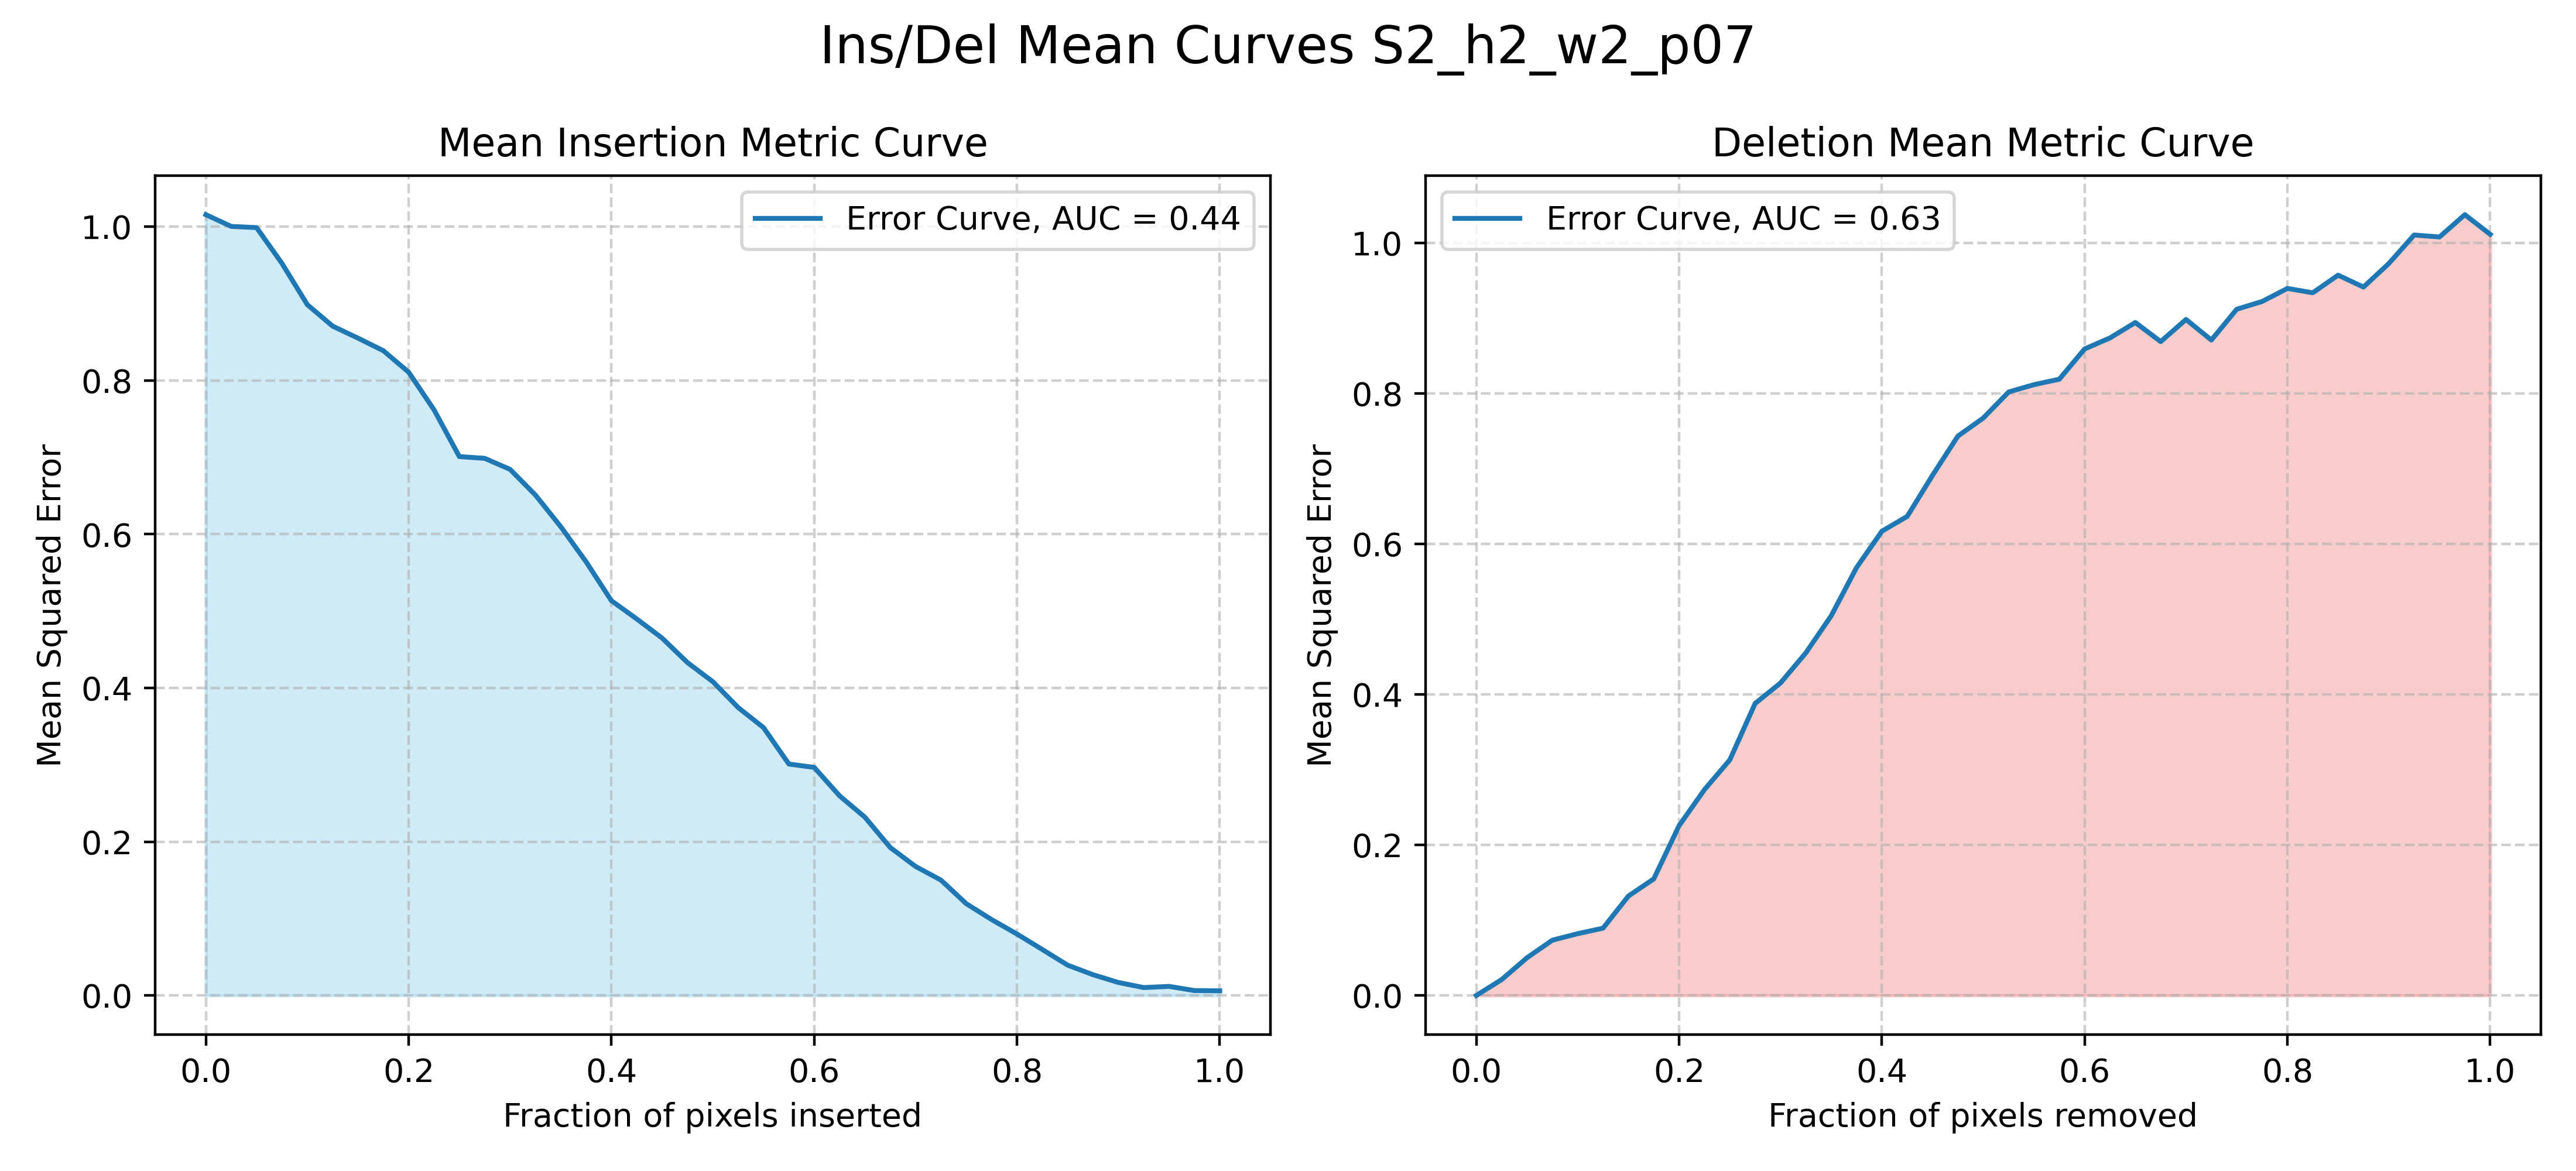 Ins/Del Mean Curves S2_h2_w2_p07
Mean Insertion Metric Curve
Error Curve, AUC = 0.44
Mean Squared Error
1.0
0.8
0.6
0.4
0.2
0.0
0.0 0.2 0.4 0.6 0.8 1.0
Fraction of pixels inserted
Deletion Mean Metric Curve
Error Curve, AUC = 0.63
Mean Squared Error
1.0
0.8
0.6
0.4
0.2
0.0
0.0 0.2 0.4 0.6 0.8 1.0
Fraction of pixels removed